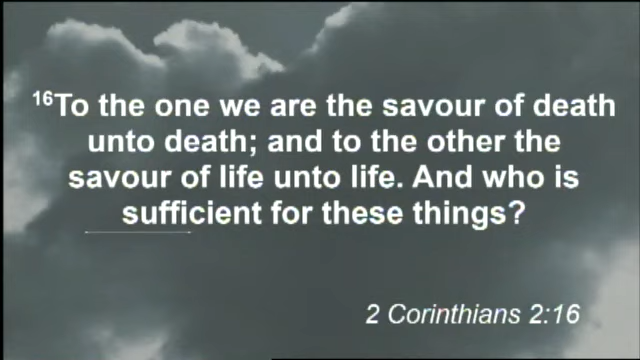 16To the one we are the savour of death
unto death; and to the other the
savour of life unto life. And who is
sufficient for these things?
2 Corinthians 2:16